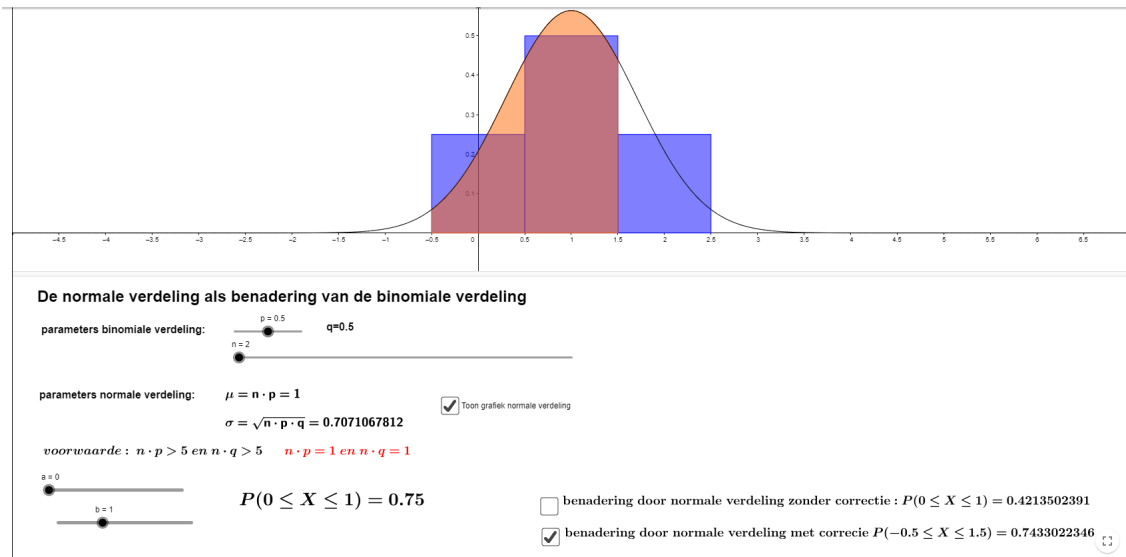 0.5
0.4
0.3
0.2
0.1
−4.5 −4 −3.5 −3 −2.5 −2 −1.5 −1 −0.5 0 0.5 1 1.5 2 2.5 3 3.5 4 4.5 5 5.5 6 6.5
De normale verdeling als benadering van de binomiale verdeling
p = 0.5
parameters binomiale verdeling: q=0.5
n = 2
parameters normale verdeling: μ = n · p = 1
Toon grafiek normale verdeling
σ = √n · p · q = 0.7071067812
voorwaarde : n · p > 5 en n · q > 5 n · p = 1 en n · q = 1
a = 0
P(0 ≤ X ≤ 1) = 0.75
benadering door normale verdeling zonder correctie : P(0 ≤ X ≤ 1) = 0.4213502391
b = 1
benadering door normale verdeling met correcie P(−0.5 ≤ X ≤ 1.5) = 0.7433022346